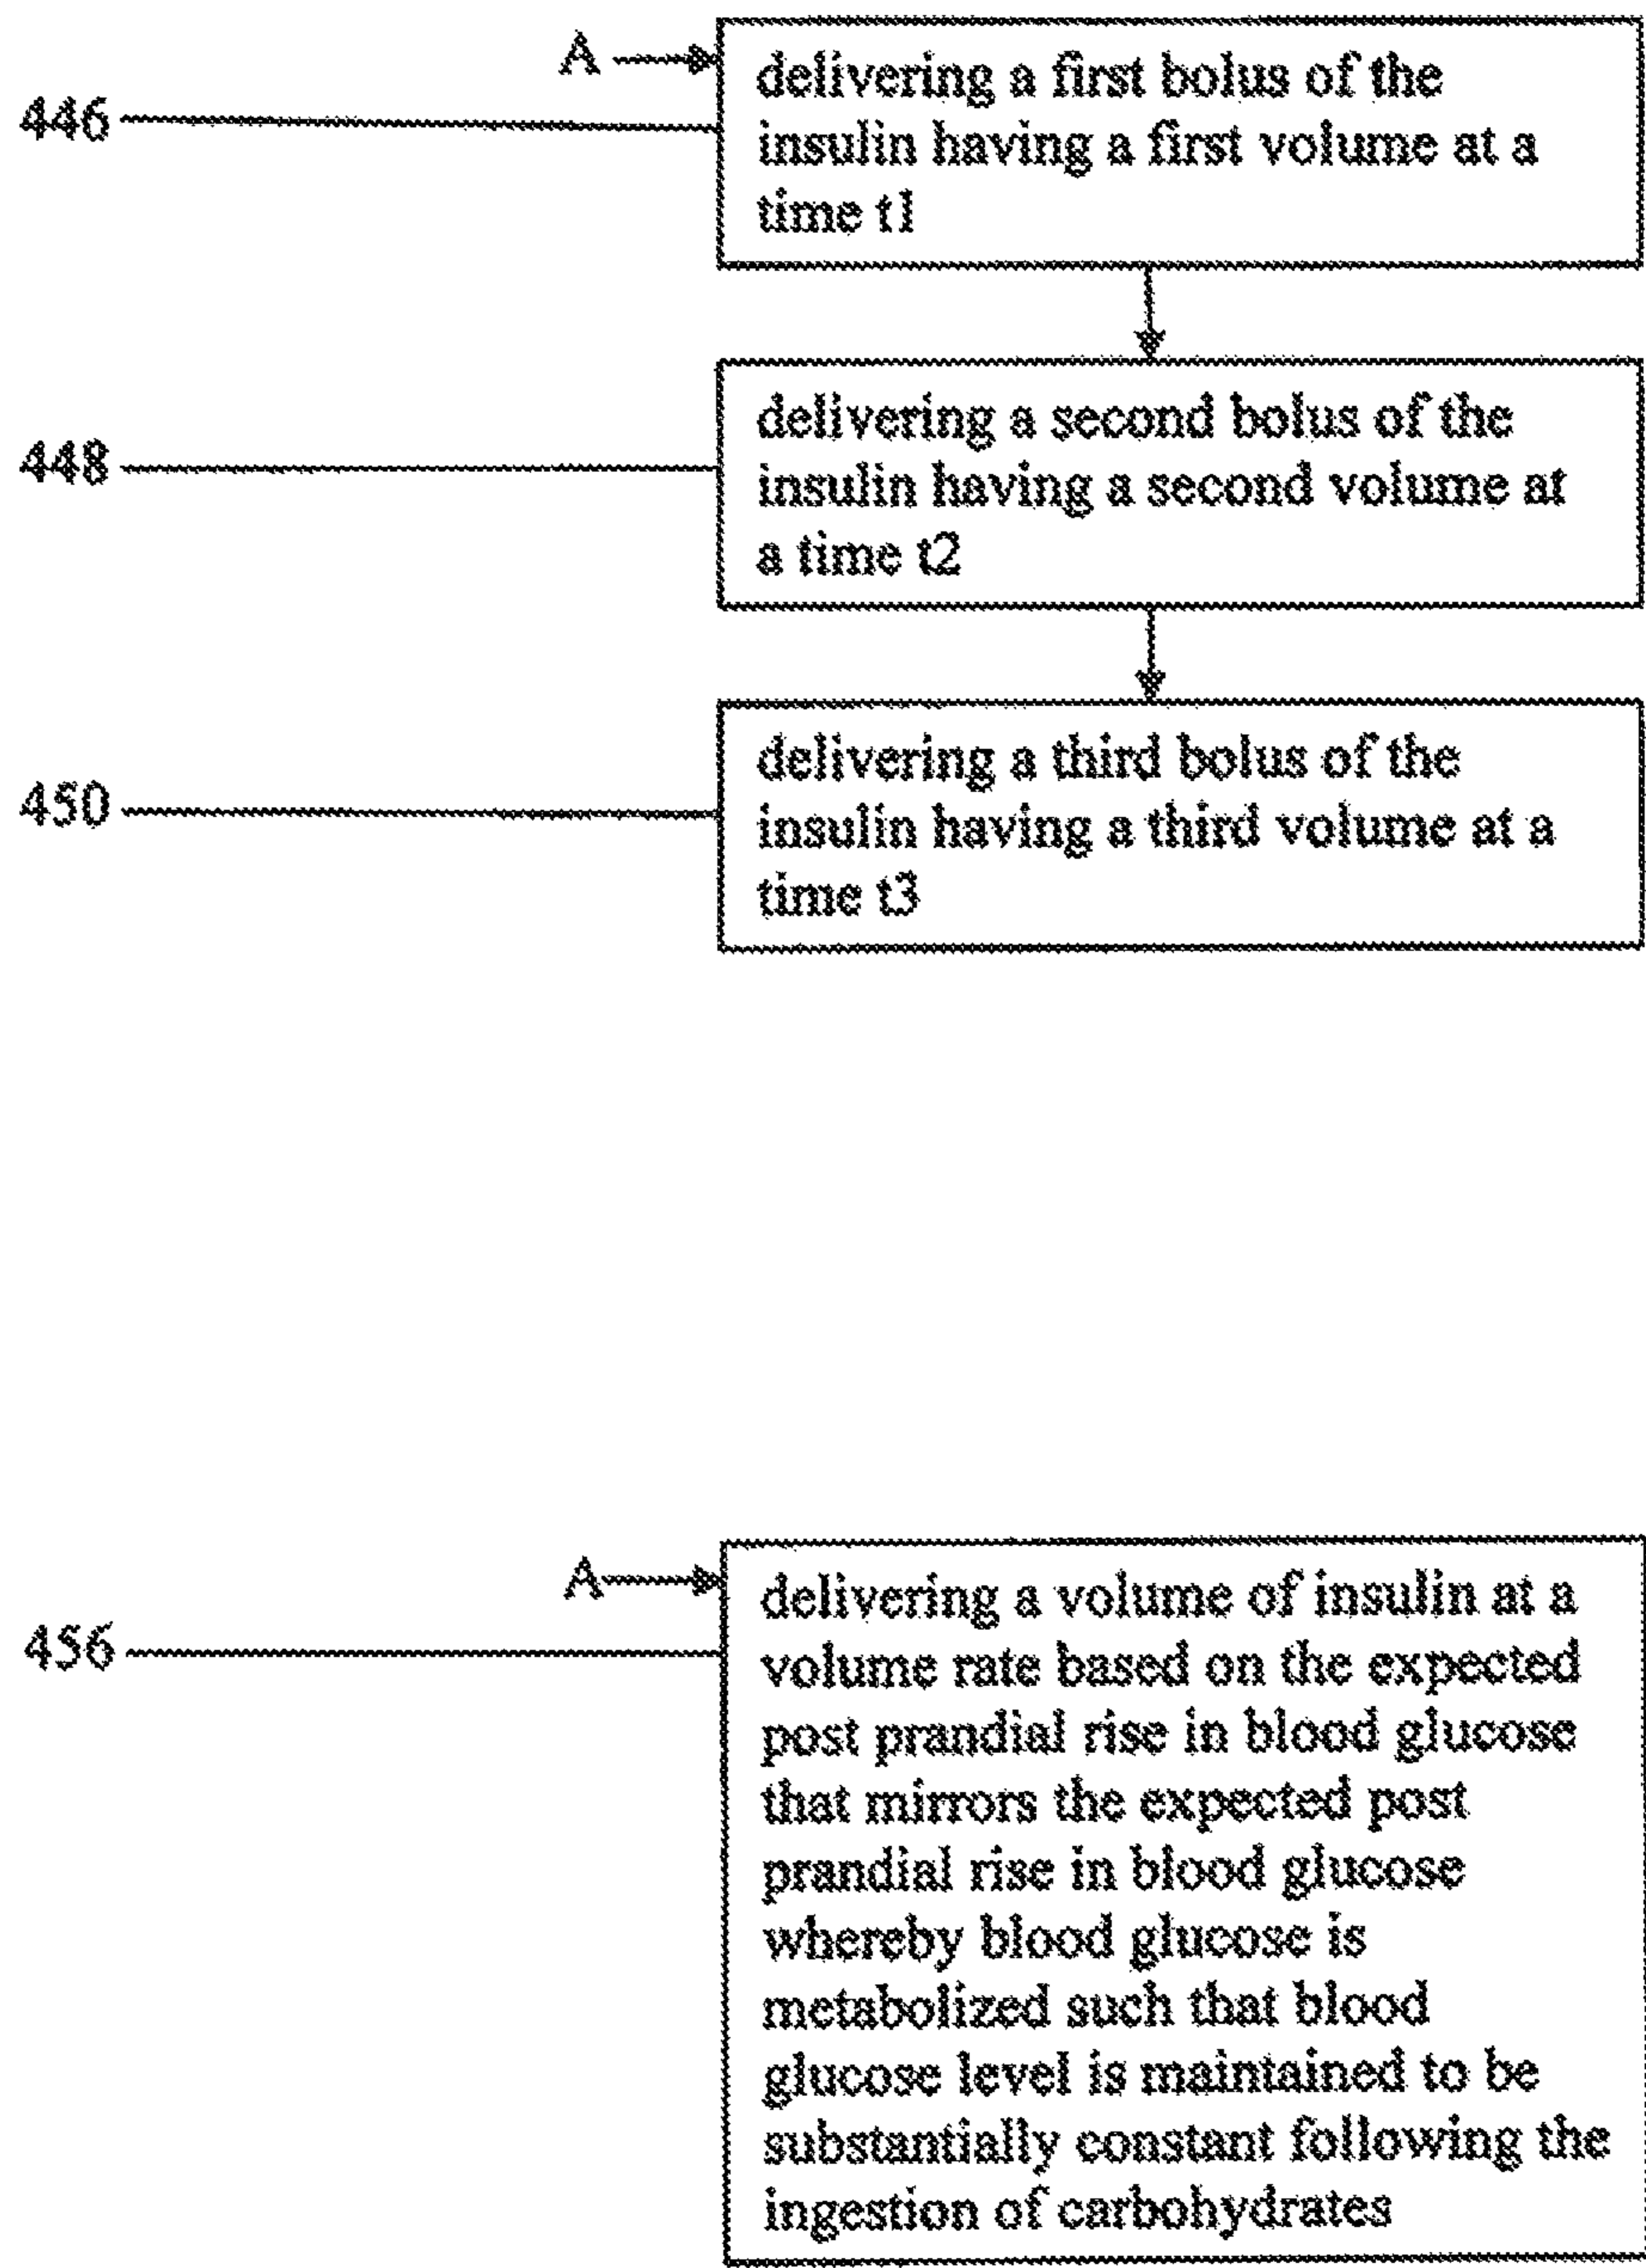 A
446
delivering a first bolus of the
insulin having a first volume at a
time t1
448
delivering a second bolus of the
insulin having a second volume at
a time t2
450
delivering a third bolus of the
insulin having a third volume at a
time t3
A
456
delivering a volume of insulin at a
volume rate based on the expected
post prandial rise in blood glucose
that mirrors the expected post
prandial rise in blood glucose
whereby blood glucose is
metabolized such that blood
glucose level is maintained to be
substantially constant following the
ingestion of carbohydrates